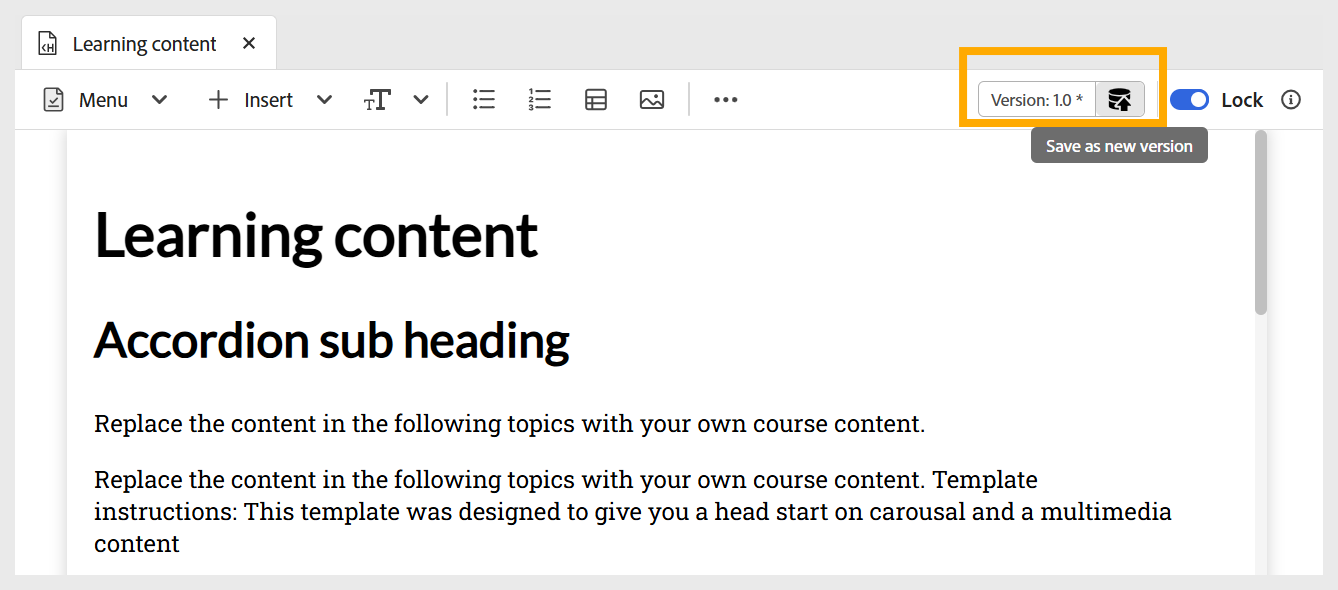 Learning content
Menu Insert Version: 1.0 * Lock
Save as new version
Learning content
Accordion sub heading
Replace the content in the following topics with your own course content.
Replace the content in the following topics with your own course content. Template
instructions: This template was designed to give you a head start on carousal and a multimedia
content